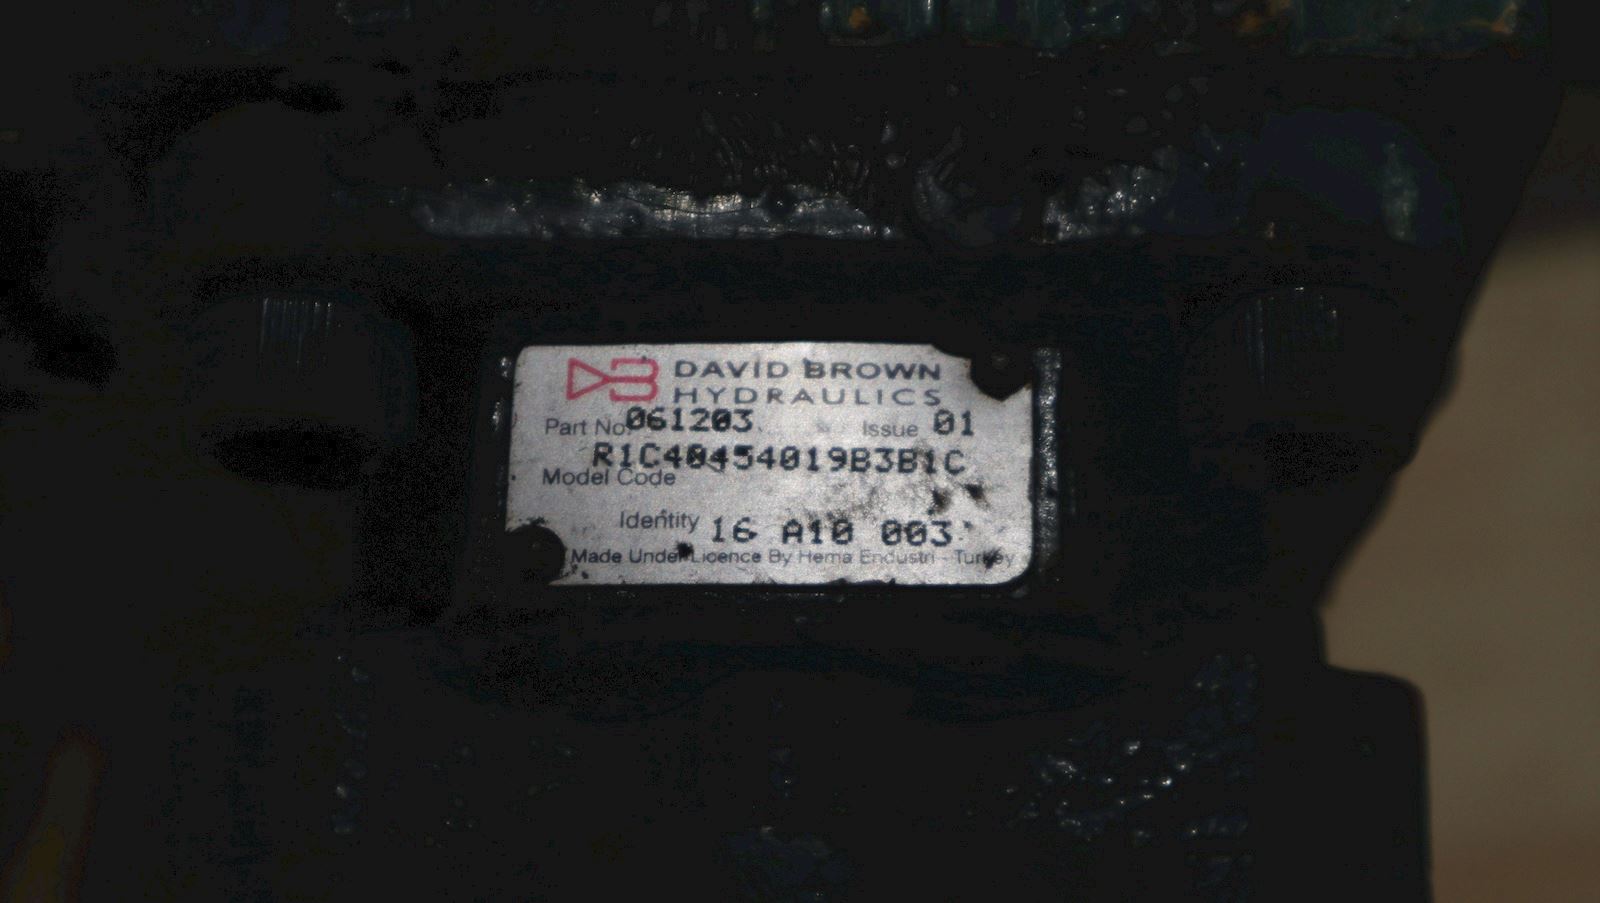 DB DAVID BROWN
HYDRAULICS
Part No. 061203 Issue 01
R1C40454019B3B1C
Model Code
Identity 16 A10 003
Made Under Licence By Hema Endustri - Turkey